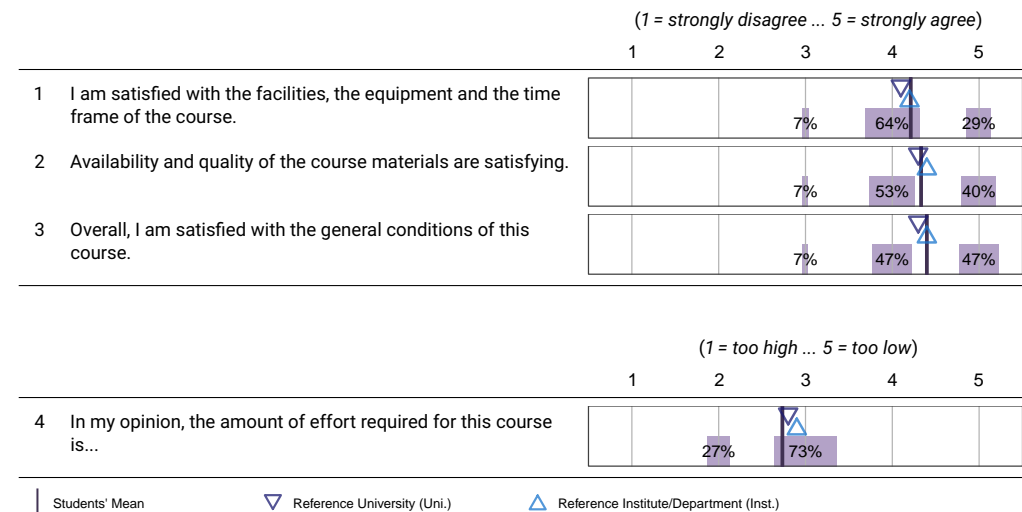 (1 = strongly disagree ... 5 = strongly agree)
1 2 3 4 5
1 I am satisfied with the facilities, the equipment and the time
frame of the course.
7% 64% 29%
2 Availability and quality of the course materials are satisfying.
7% 53% 40%
3 Overall, I am satisfied with the general conditions of this
course.
7% 47% 47%
(1 = too high ... 5 = too low)
1 2 3 4 5
4 In my opinion, the amount of effort required for this course
is...
27% 73%
Students' Mean Reference University (Uni.) Reference Institute/Department (Inst.)